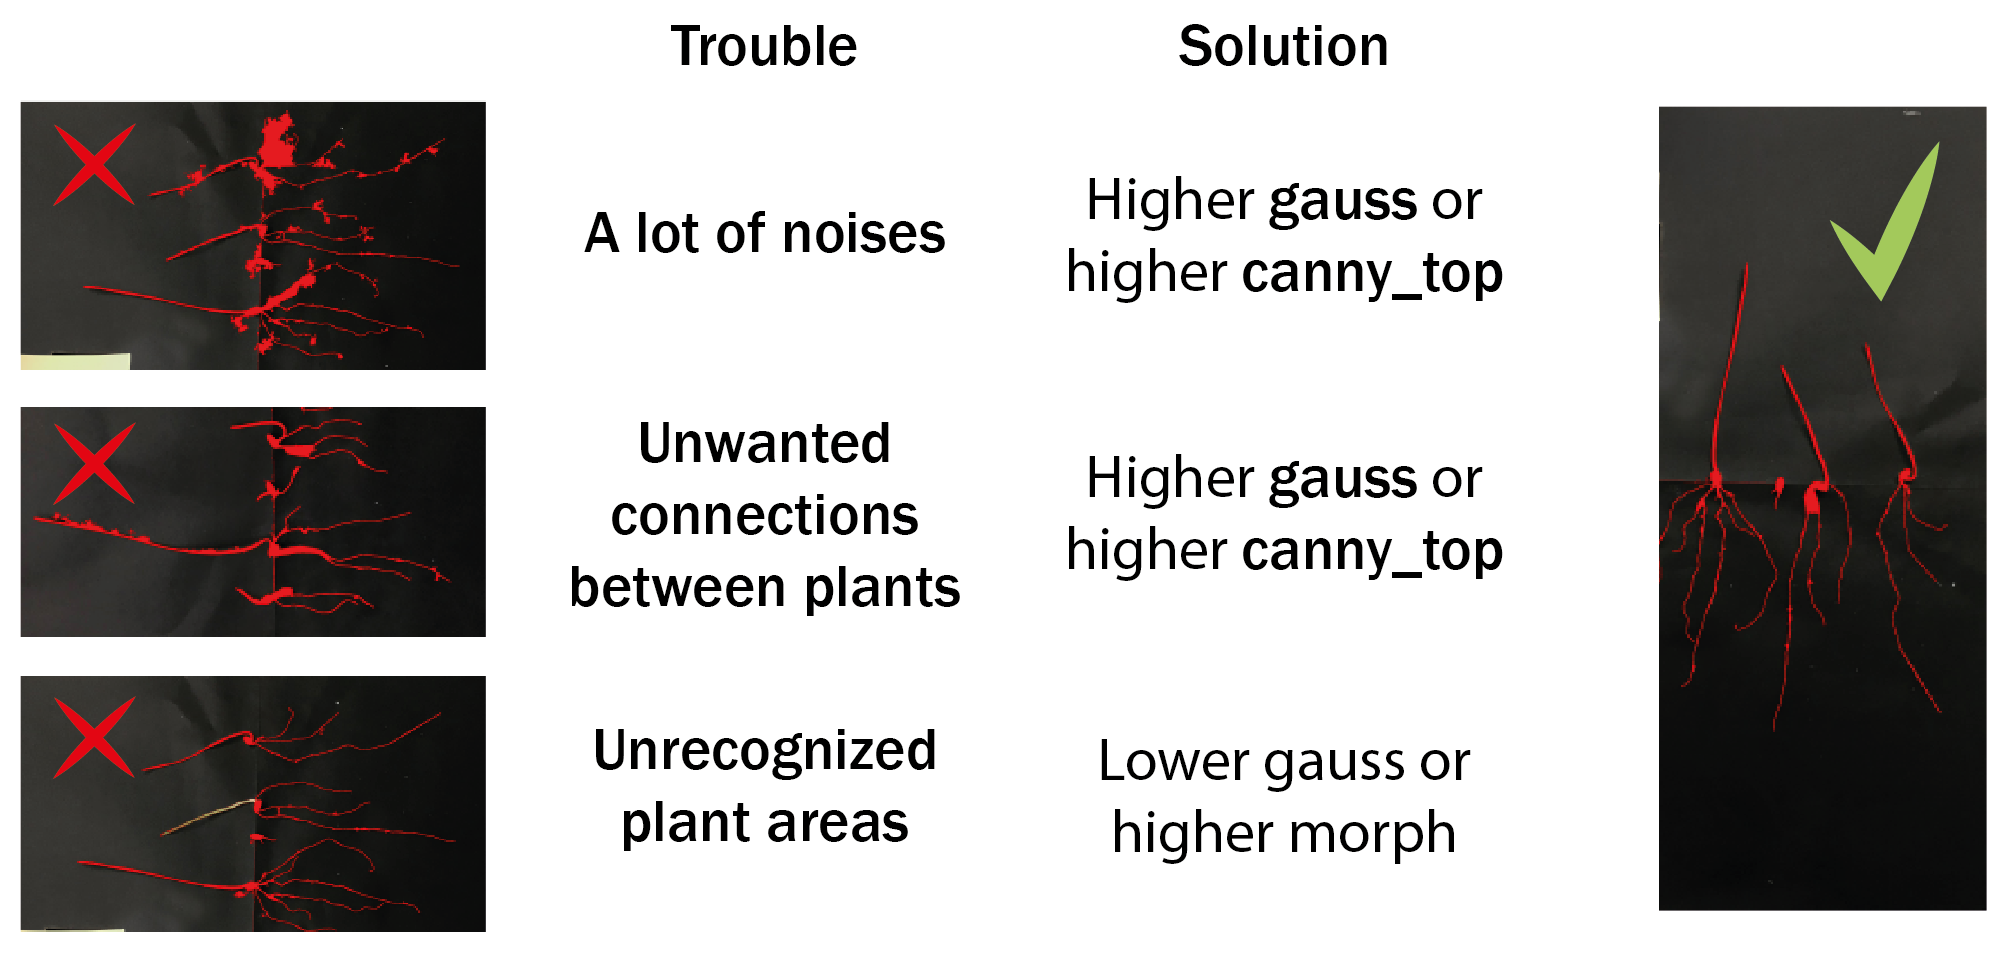 Trouble
Solution
A lot of noises
Higher gauss or
higher canny_top
Unwanted
connections
between plants
Higher gauss or
higher canny_top
Unrecognized
plant areas
Lower gauss or
higher morph